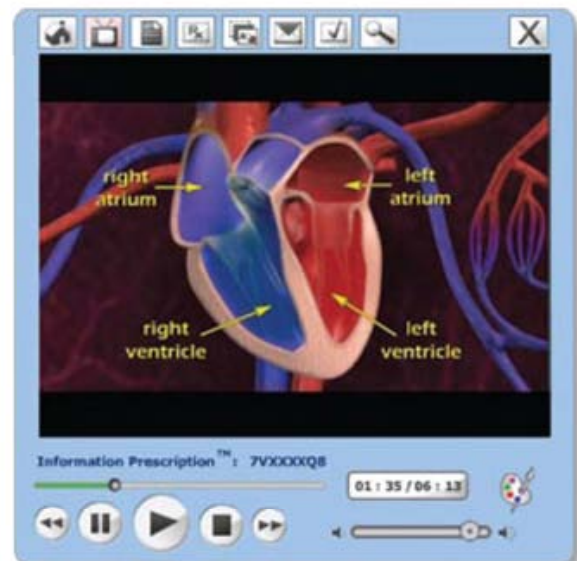 X
right
atrium
left
atrium
right
ventricle
left
ventricle
Information Prescription™: 7VXXXXQ8
01 : 35 / 06 : 13